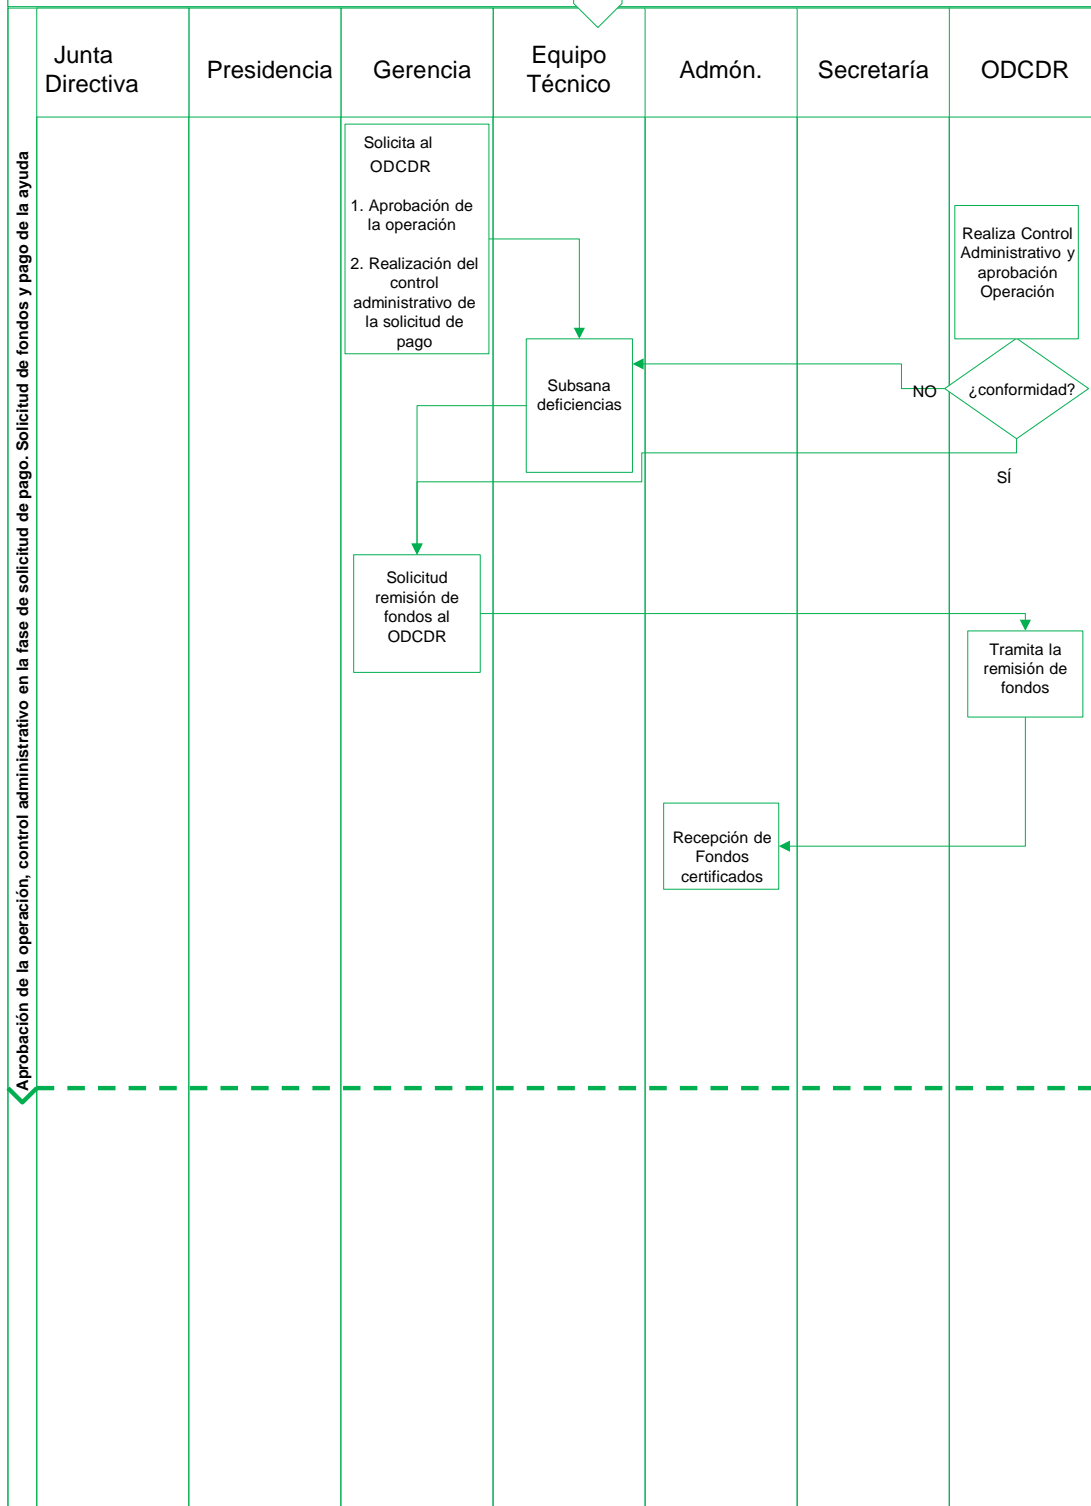 Junta
Directiva
Presidencia
Gerencia
Equipo
Técnico
Admón.
Secretaría
ODCDR
Aprobación de la operación, control administrativo en la fase de solicitud de pago. Solicitud de fondos y pago de la ayuda
Solicita al
ODCDR
1. Aprobación de
la operación
2. Realización del
control
administrativo de
la solicitud de
pago
Realiza Control
Administrativo y
aprobación
Operación
Subsana
deficiencias
NO
¿conformidad?
SÍ
Solicitud
remisión de
fondos al
ODCDR
Tramita la
remisión de
fondos
Recepción de
Fondos
certificados